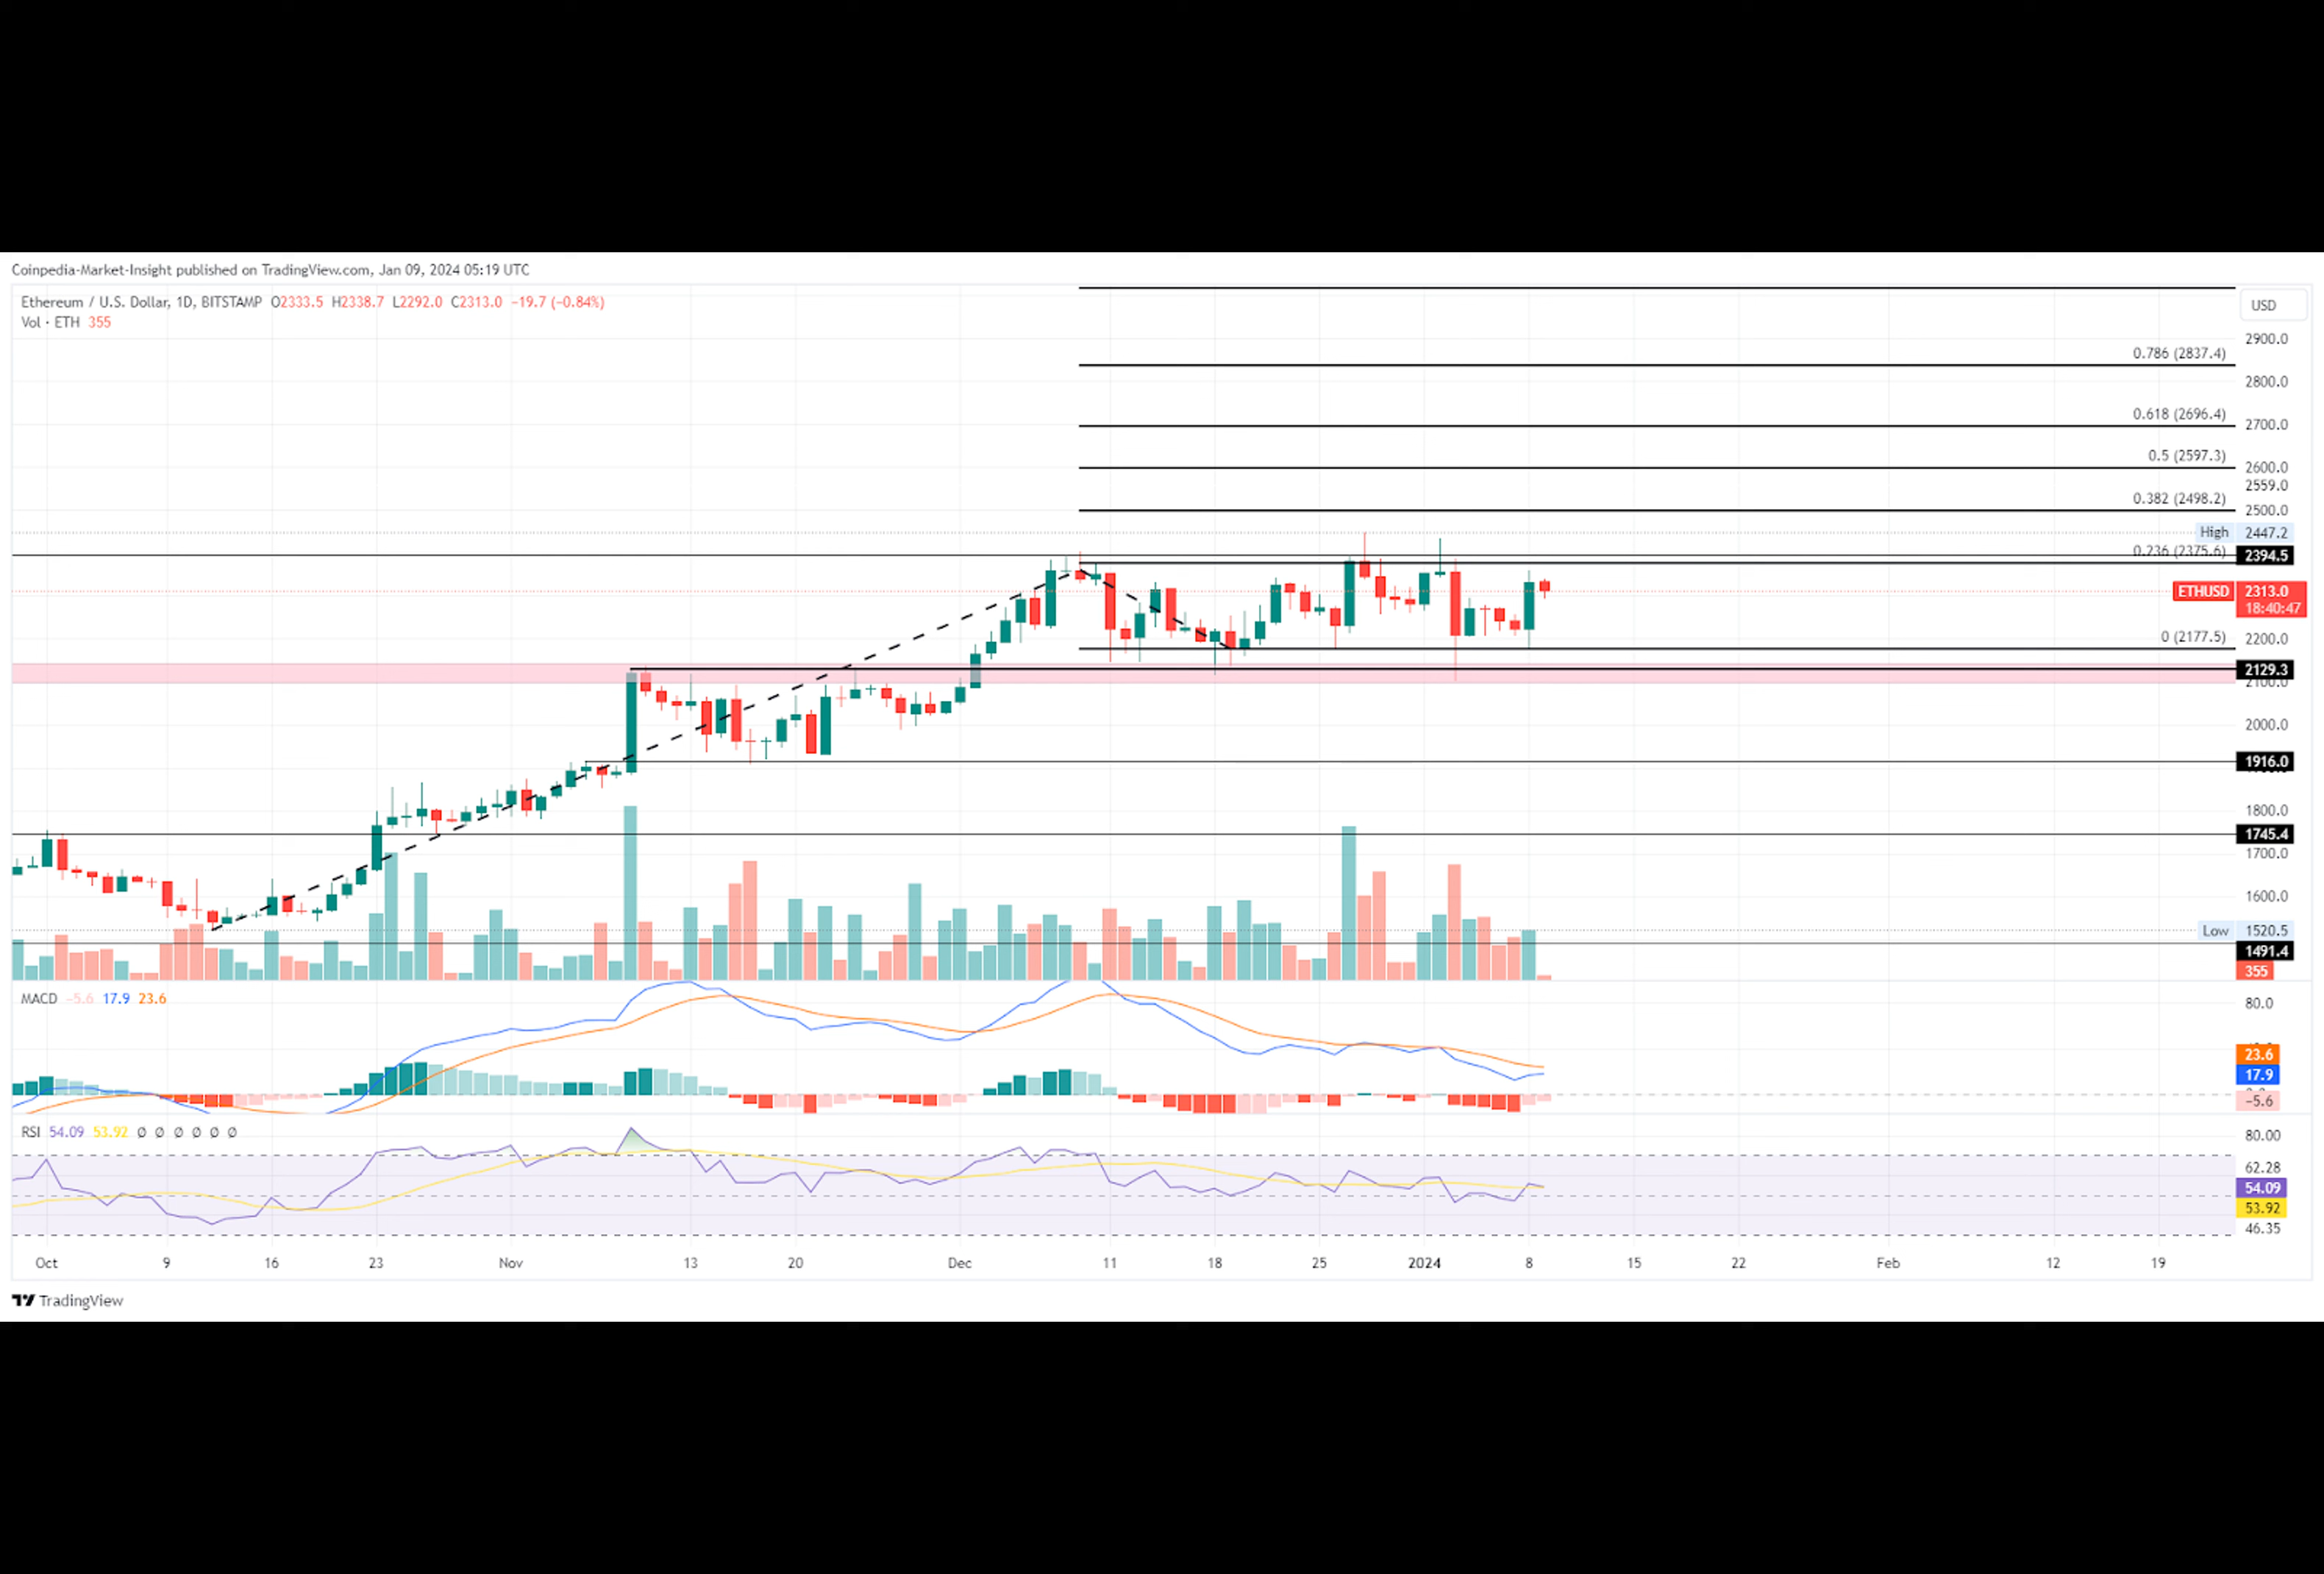 Coinpedia-Market-Insight published on TradingView.com, Jan 09, 2024 05:19 UTC
Ethereum / U.S. Dollar, 1D, BITSTAMP O2333.5 H2338.7 L2292.0 C2313.0 −19.7 (−0.84%)
Vol · ETH 355
USD
2900.0
0.786 (2837.4)
2800.0
0.618 (2696.4)
2700.0
0.5 (2597.3)
2600.0
2559.0
0.382 (2498.2)
2500.0
High 2447.2
0.236 (2375.6) 2394.5
ETHUSD 2313.0
18:40:47
0 (2177.5) 2200.0
2129.3
2100.0
2000.0
1916.0
1800.0
1745.4
1700.0
1600.0
Low 1520.5
1491.4
355
MACD −5.6 17.9 23.6
80.0
23.6
17.9
−5.6
RSI 54.09 53.92 Ø Ø Ø Ø Ø Ø
80.00
62.28
54.09
53.92
46.35
Oct 9 16 23 Nov 13 20 Dec 11 18 25 2024 8 15 22 Feb 12 19
TradingView